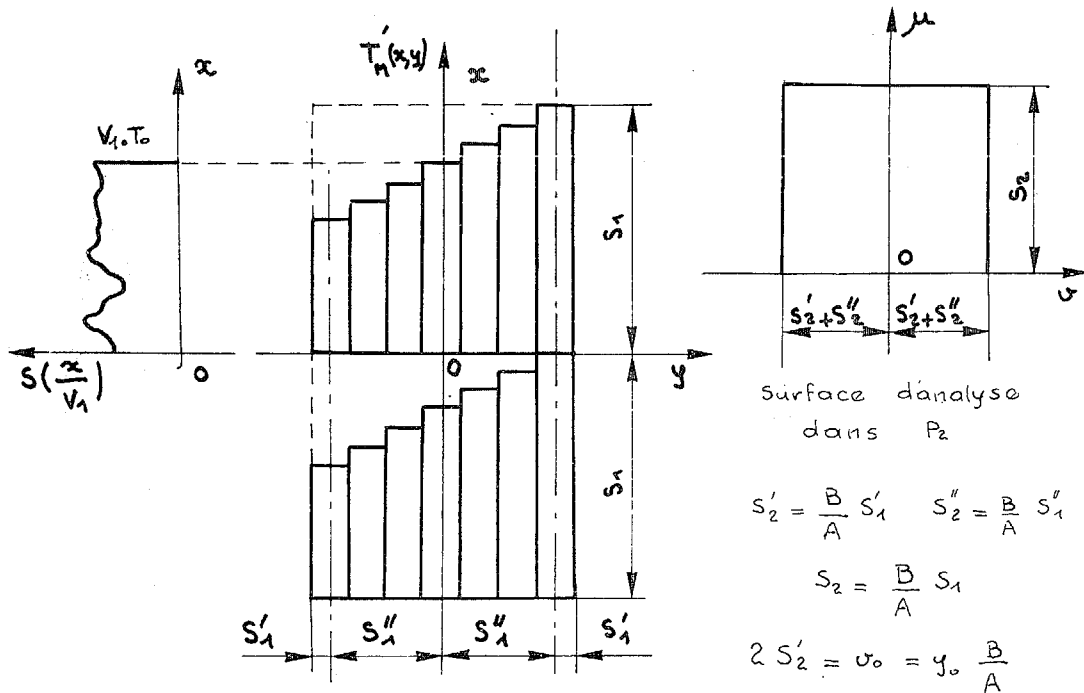 x
V₁.T₀
S(x/V₁)
O
T'ₘ(x,y)
x
S₁
O
y
S₁
S'₁ S''₁ S''₁ S'₁
μ
S₂
O
v
S'₂+S''₂ S'₂+S''₂
surface d'analyse
dans P₂
S'₂ = B/A S'₁ S''₂ = B/A S''₁
S₂ = B/A S₁
2 S'₂ = v₀ = y₀ B/A